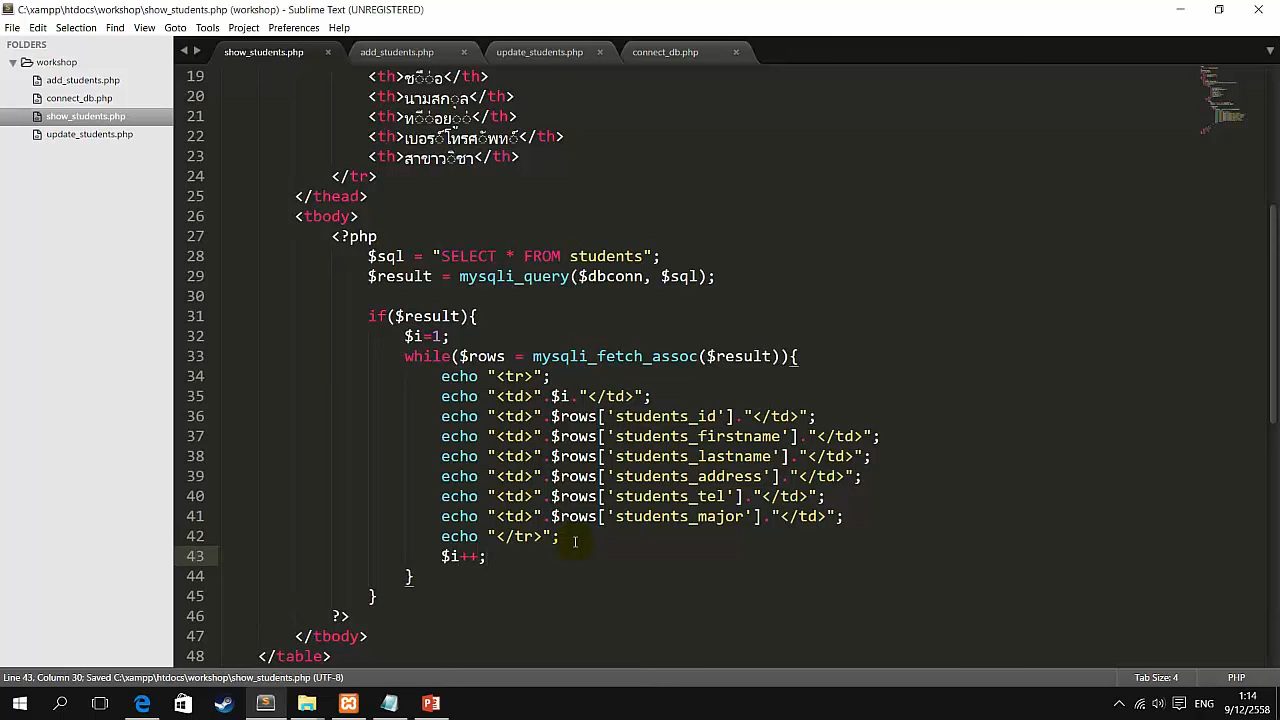 C:\xampp\htdocs\workshop\show_students.php (workshop) - Sublime Text (UNREGISTERED)
File Edit Selection Find View Goto Tools Project Preferences Help
FOLDERS
workshop
add_students.php
connect_db.php
show_students.php
update_students.php
show_students.php × add_students.php × update_students.php × connect_db.php ×
19 <th>ชื่อ</th>
20 <th>นามสกุล</th>
21 <th>ที่อยู่</th>
22 <th>เบอร์โทรศัพท์</th>
23 <th>สาขาวิชา</th>
24 </tr>
25 </thead>
26 <tbody>
27 <?php
28 $sql = "SELECT * FROM students";
29 $result = mysqli_query($dbconn, $sql);
30
31 if($result){
32 $i=1;
33 while($rows = mysqli_fetch_assoc($result)){
34 echo "<tr>";
35 echo "<td>".$i."</td>";
36 echo "<td>".$rows['students_id']."</td>";
37 echo "<td>".$rows['students_firstname']."</td>";
38 echo "<td>".$rows['students_lastname']."</td>";
39 echo "<td>".$rows['students_address']."</td>";
40 echo "<td>".$rows['students_tel']."</td>";
41 echo "<td>".$rows['students_major']."</td>";
42 echo "</tr>";
43 $i++;
44 }
45 }
46 ?>
47 </tbody>
48 </table>
Line 43, Column 30: Saved C:\xampp\htdocs\workshop\show_students.php (UTF-8) Tab Size: 4 PHP
ENG
1:14
9/12/2558